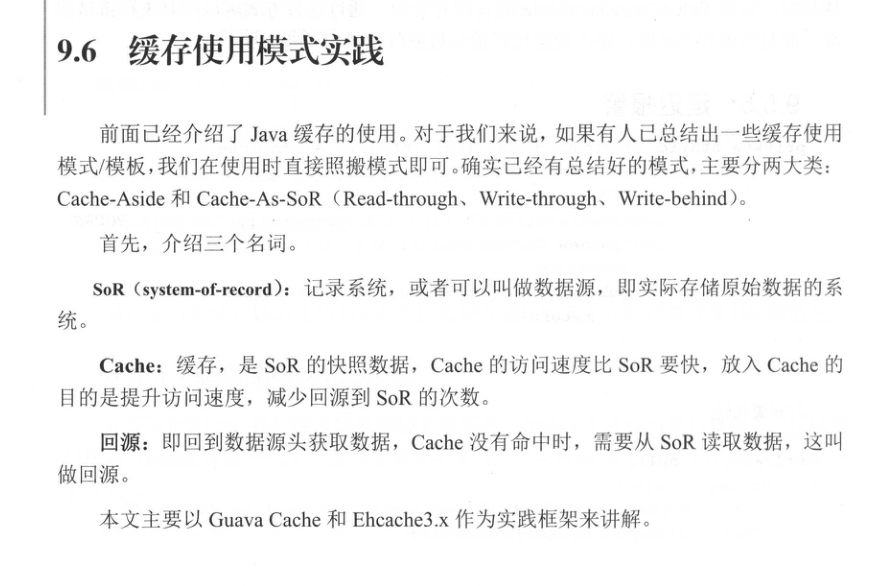 9.6 缓存使用模式实践
前面已经介绍了 Java 缓存的使用。对于我们来说，如果有人已总结出一些缓存使用
模式/模板，我们在使用时直接照搬模式即可。确实已经有总结好的模式，主要分两大类：
Cache-Aside 和 Cache-As-SoR（Read-through、Write-through、Write-behind）。
首先，介绍三个名词。
SoR（system-of-record）：记录系统，或者可以叫做数据源，即实际存储原始数据的系
统。
Cache：缓存，是 SoR 的快照数据，Cache 的访问速度比 SoR 要快，放入 Cache 的
目的是提升访问速度，减少回源到 SoR 的次数。
回源：即回到数据源头获取数据，Cache 没有命中时，需要从 SoR 读取数据，这叫
做回源。
本文主要以 Guava Cache 和 Ehcache3.x 作为实践框架来讲解。